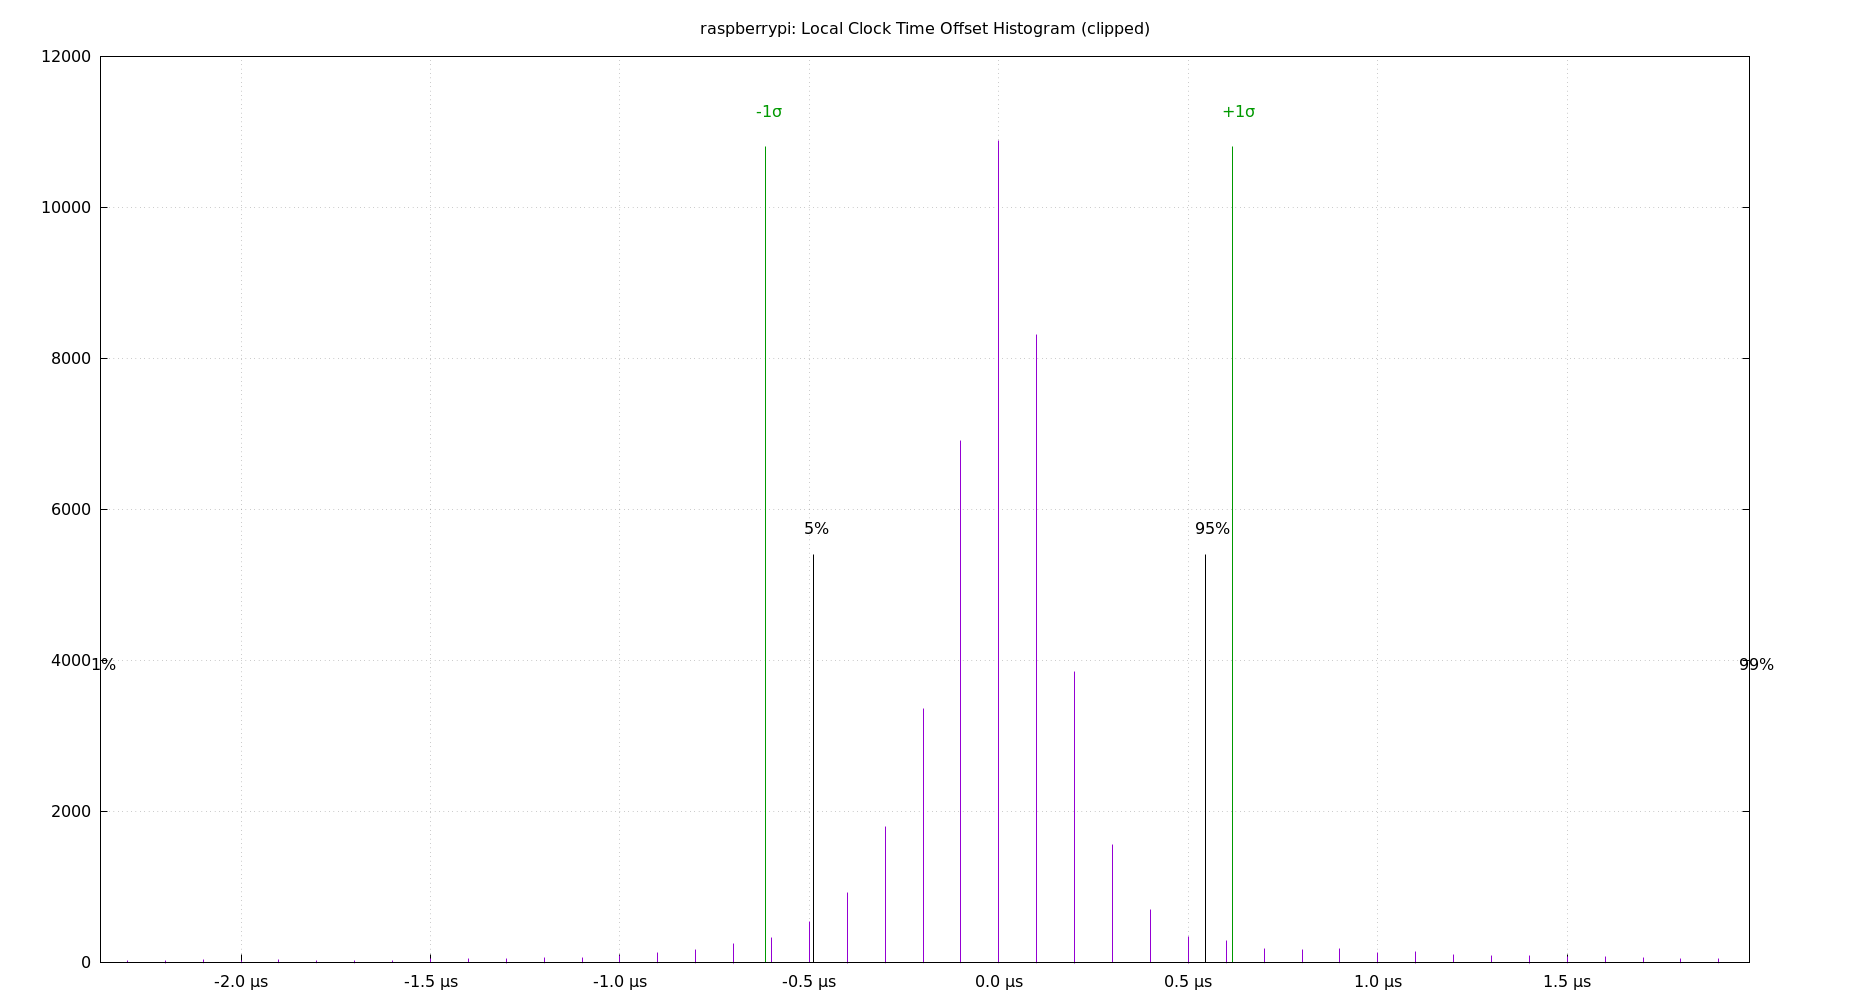 raspberrypi: Local Clock Time Offset Histogram (clipped)
12000
-1σ
+1σ
10000
8000
6000
5%
95%
4000
1%
99%
2000
0
-2.0 µs
-1.5 µs
-1.0 µs
-0.5 µs
0.0 µs
0.5 µs
1.0 µs
1.5 µs